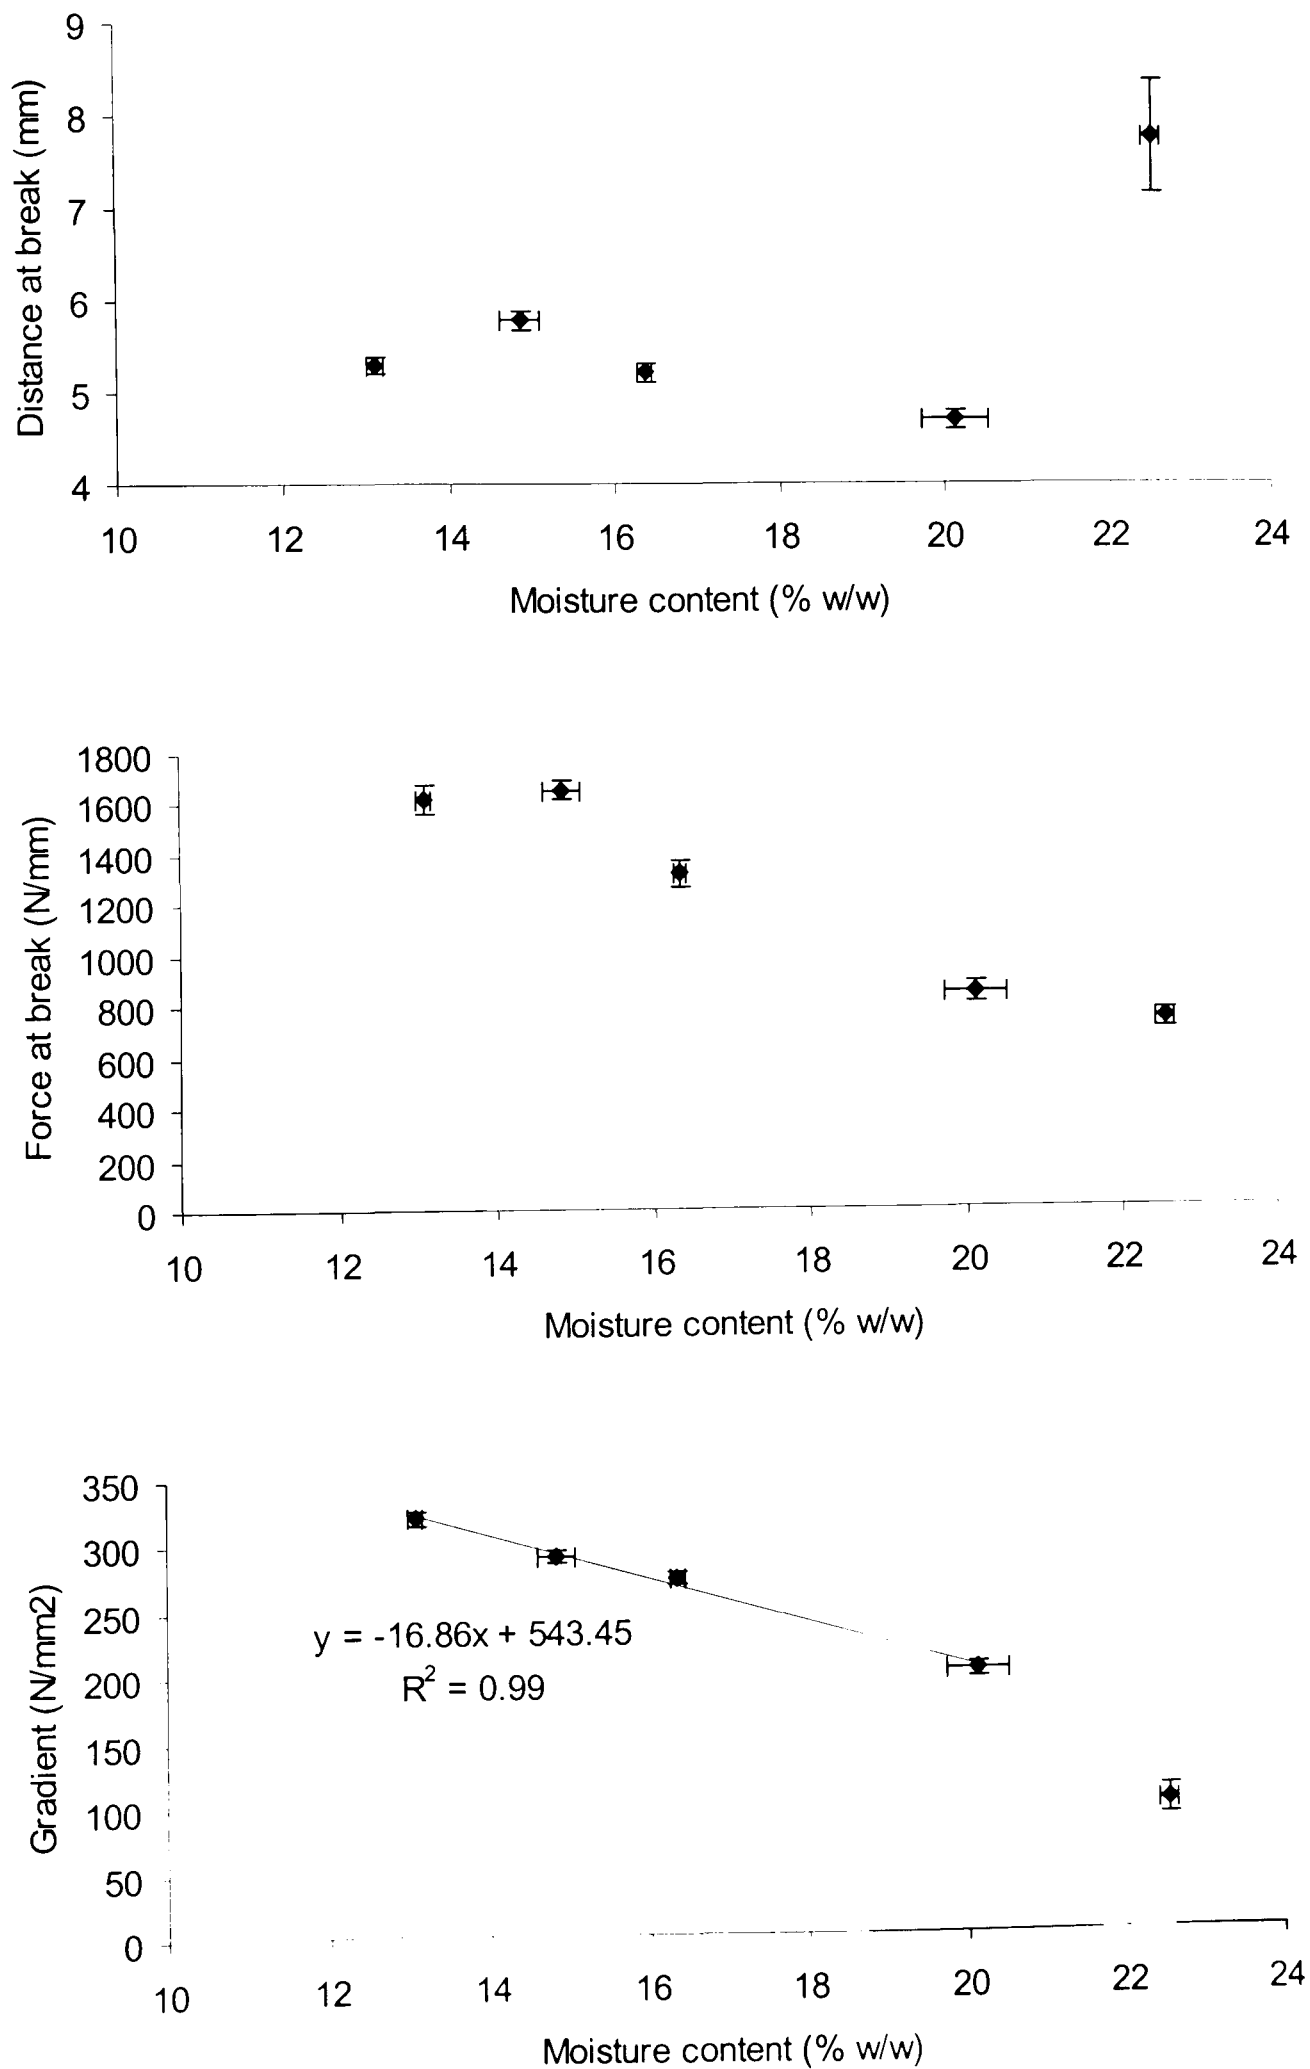 9
8
7
6
5
4
Distance at break (mm)
10 12 14 16 18 20 22 24
Moisture content (% w/w)
1800
1600
1400
1200
1000
800
600
400
200
0
Force at break (N/mm)
10 12 14 16 18 20 22 24
Moisture content (% w/w)
350
300
250
200
150
100
50
0
Gradient (N/mm2)
y = -16.86x + 543.45
R² = 0.99
10 12 14 16 18 20 22 24
Moisture content (% w/w)